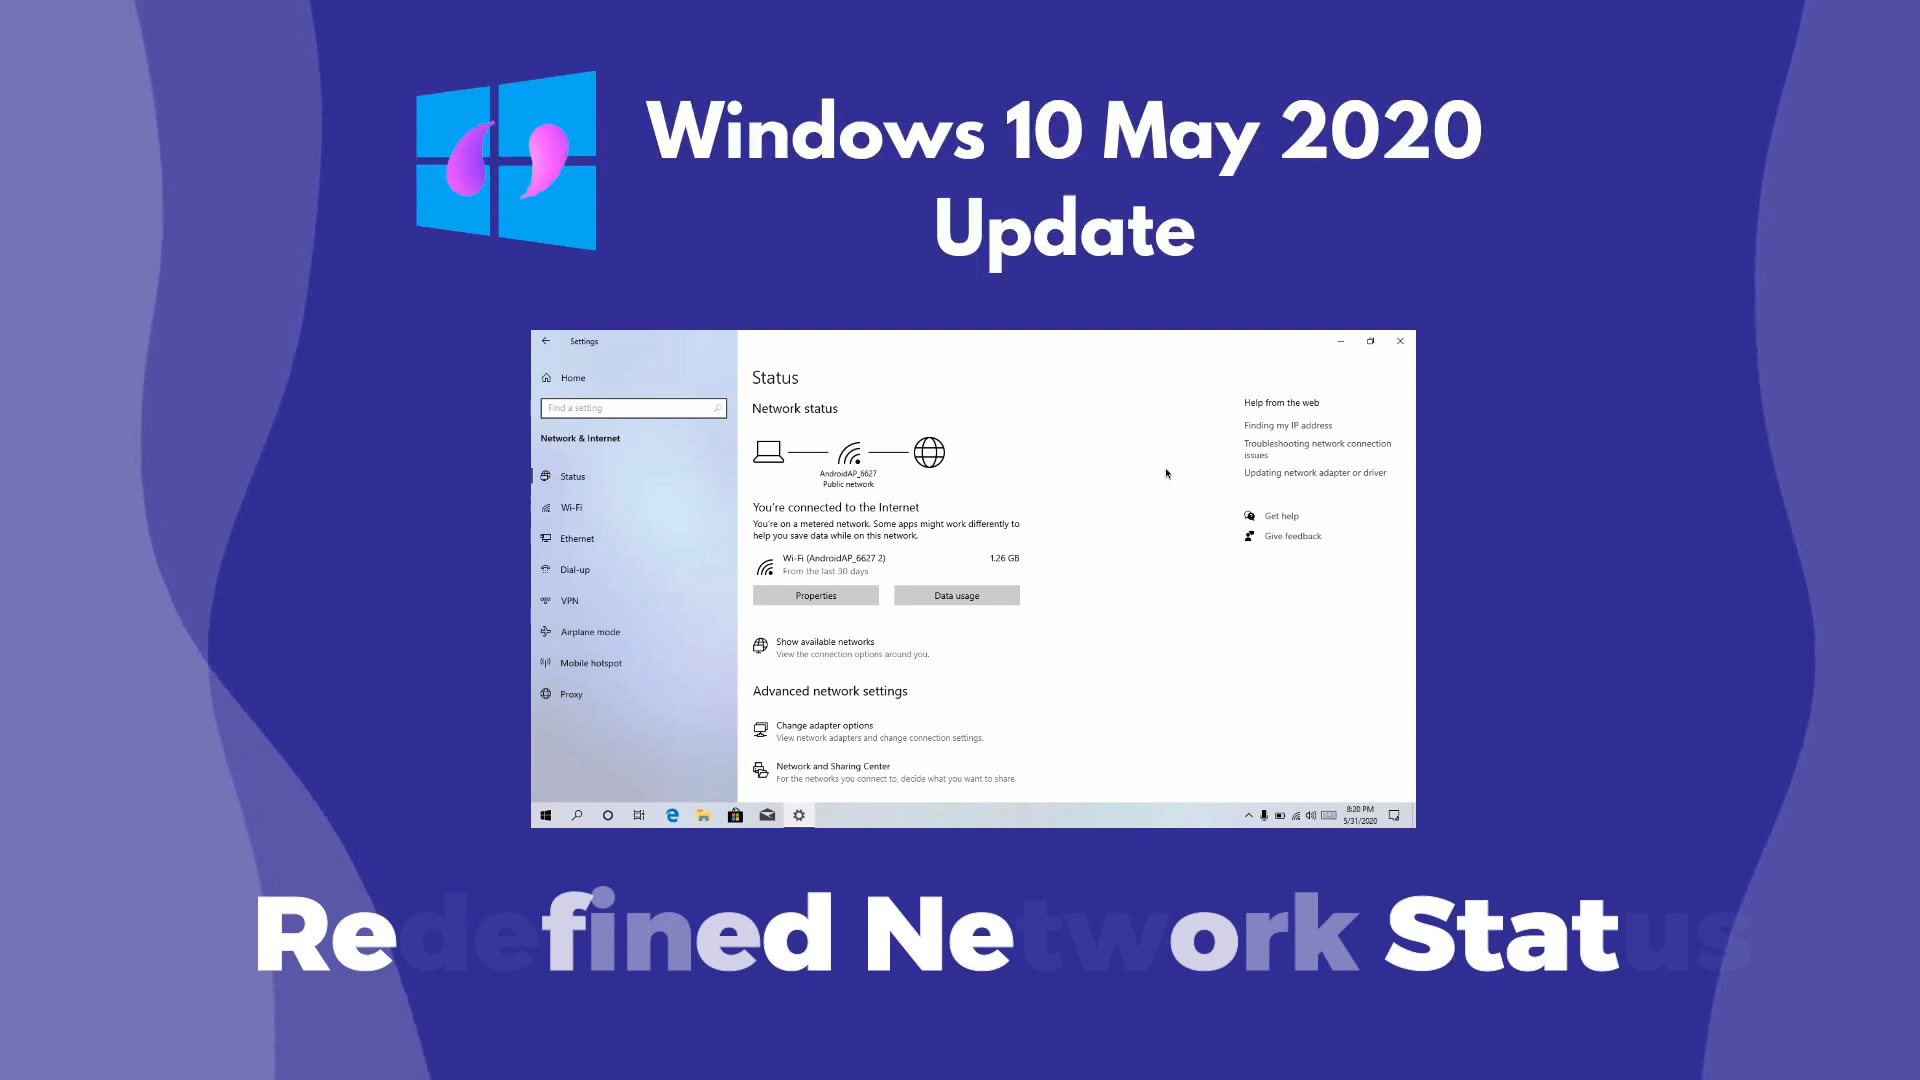 Windows 10 May 2020
Update
Settings
Home
Find a setting
Network & Internet
Status
Wi-Fi
Ethernet
Dial-up
VPN
Airplane mode
Mobile hotspot
Proxy
Status
Network status
AndroidAP_6627
Public network
You're connected to the Internet
You're on a metered network. Some apps might work differently to
help you save data while on this network.
Wi-Fi (AndroidAP_6627 2)
1.26 GB
From the last 30 days
Properties
Data usage
Show available networks
View the connection options around you.
Advanced network settings
Change adapter options
View network adapters and change connection settings.
Network and Sharing Center
For the networks you connect to, decide what you want to share.
Help from the web
Finding my IP address
Troubleshooting network connection
issues
Updating network adapter or driver
Get help
Give feedback
8:20 PM
5/31/2020
Redefined Network Status